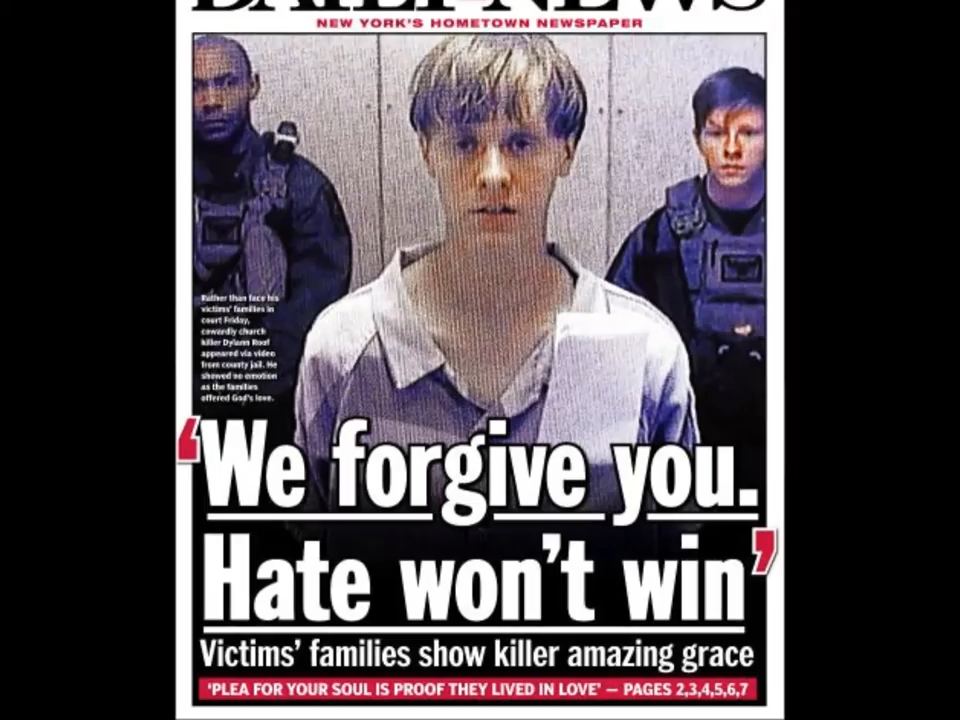 DAILY NEWS
NEW YORK'S HOMETOWN NEWSPAPER
Rather than face his
victims' families in
court Friday,
cowardly church
killer Dylann Roof
appeared via video
from county jail. He
showed no emotion
as the families
offered God's love.
‘We forgive you.
Hate won't win’
Victims' families show killer amazing grace
‘PLEA FOR YOUR SOUL IS PROOF THEY LIVED IN LOVE’ — PAGES 2,3,4,5,6,7